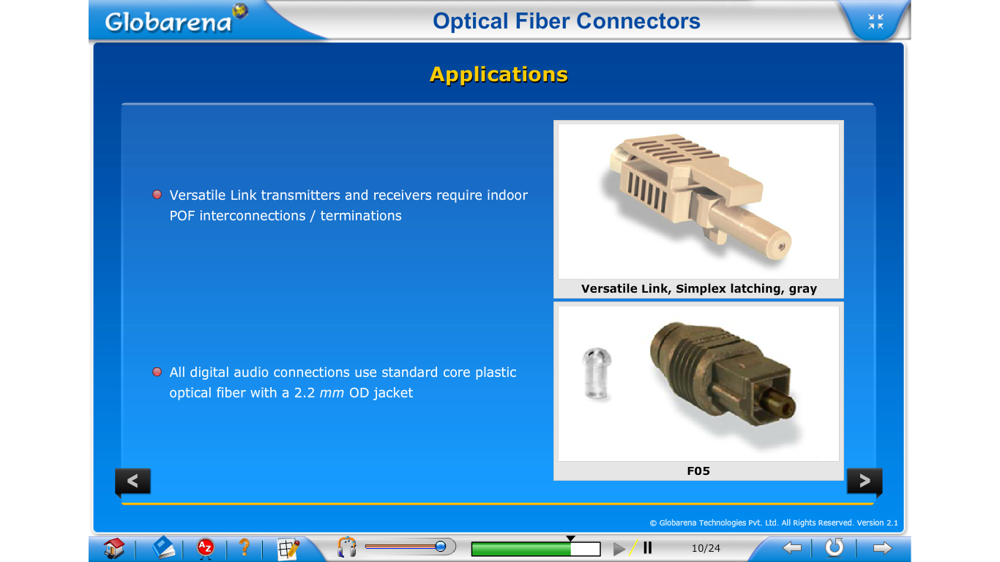 Globarena
Optical Fiber Connectors
Applications
Versatile Link transmitters and receivers require indoor
POF interconnections / terminations
Versatile Link, Simplex latching, gray
All digital audio connections use standard core plastic
optical fiber with a 2.2 mm OD jacket
F05
<
>
© Globarena Technologies Pvt. Ltd. All Rights Reserved. Version 2.1
AZ
?
10/24